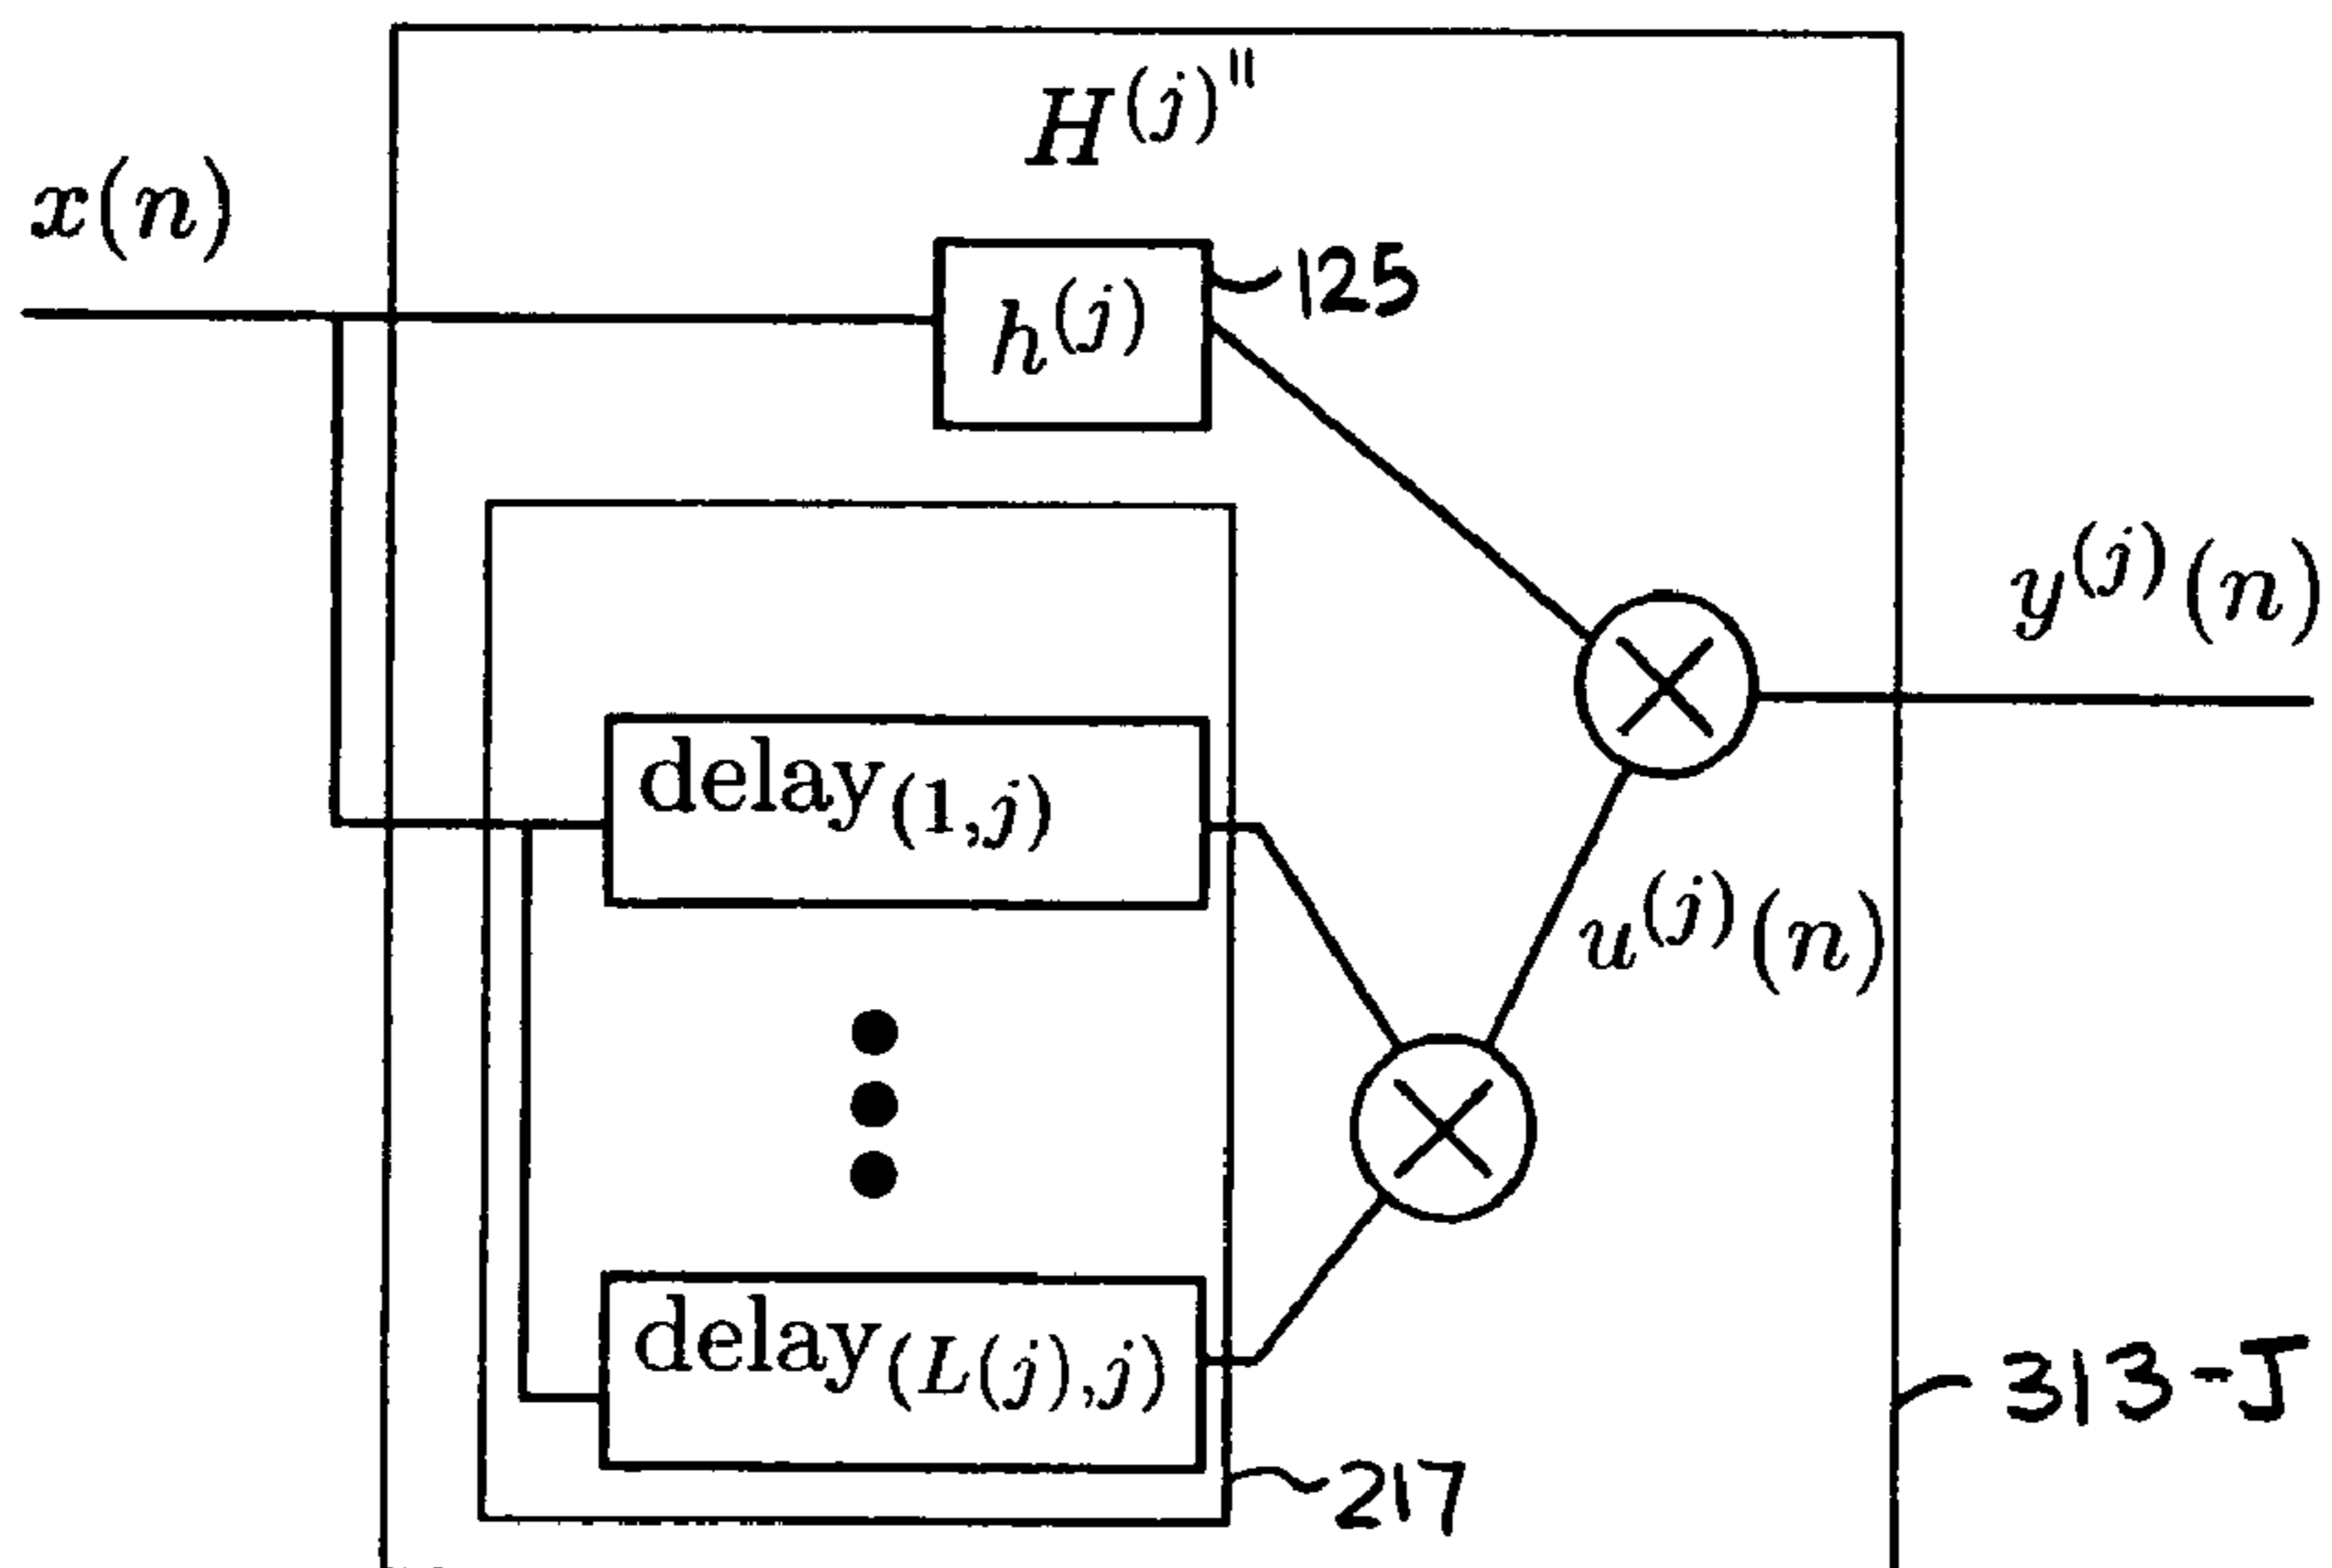 H^(j)"
x(n)
125
h^(j)
y^(j)(n)
delay_(1,j)
u^(j)(n)
delay_(L(j),j)
313-J
217